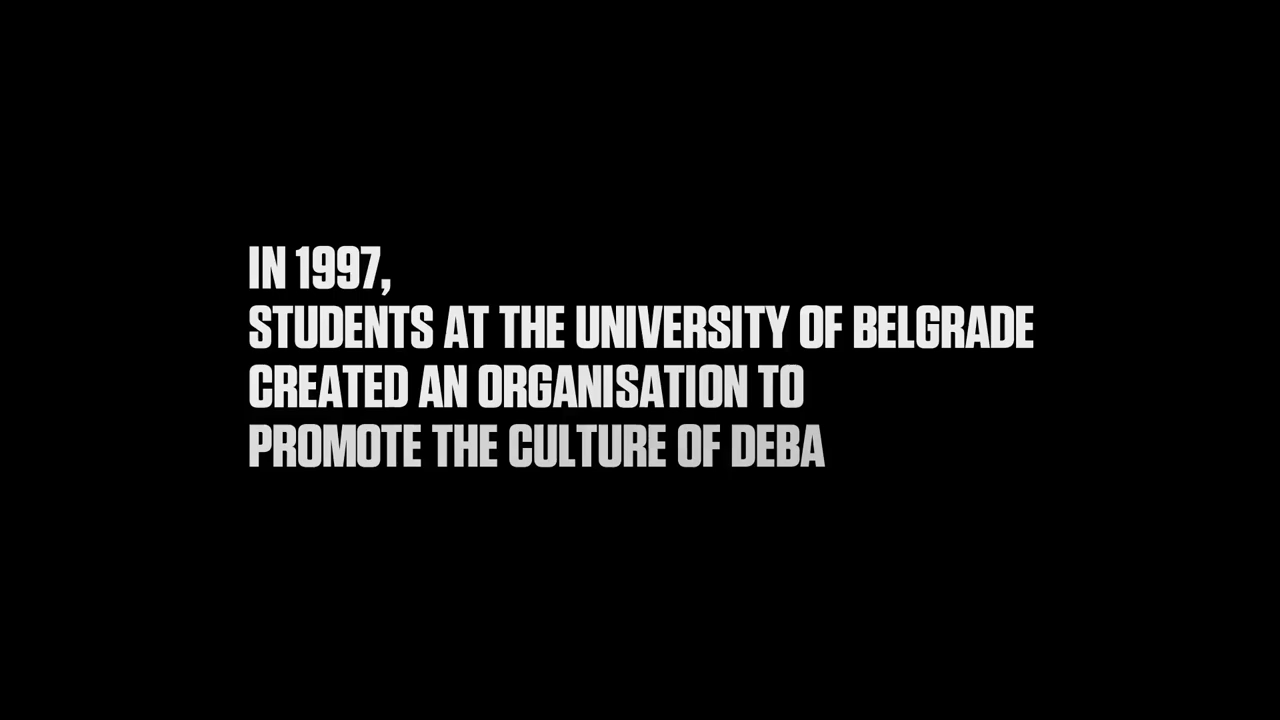 IN 1997,
STUDENTS AT THE UNIVERSITY OF BELGRADE
CREATED AN ORGANISATION TO
PROMOTE THE CULTURE OF DEBA